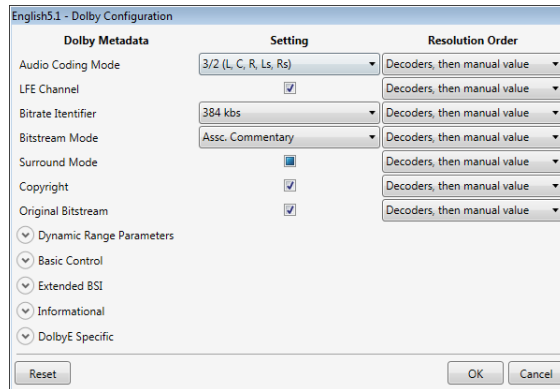 English5.1 - Dolby Configuration
Dolby Metadata Setting Resolution Order
Audio Coding Mode 3/2 (L, C, R, Ls, Rs) Decoders, then manual value
LFE Channel Decoders, then manual value
Bitrate Itentifier 384 kbs Decoders, then manual value
Bitstream Mode Assc. Commentary Decoders, then manual value
Surround Mode Decoders, then manual value
Copyright Decoders, then manual value
Original Bitstream Decoders, then manual value
Dynamic Range Parameters
Basic Control
Extended BSI
Informational
DolbyE Specific
Reset OK Cancel